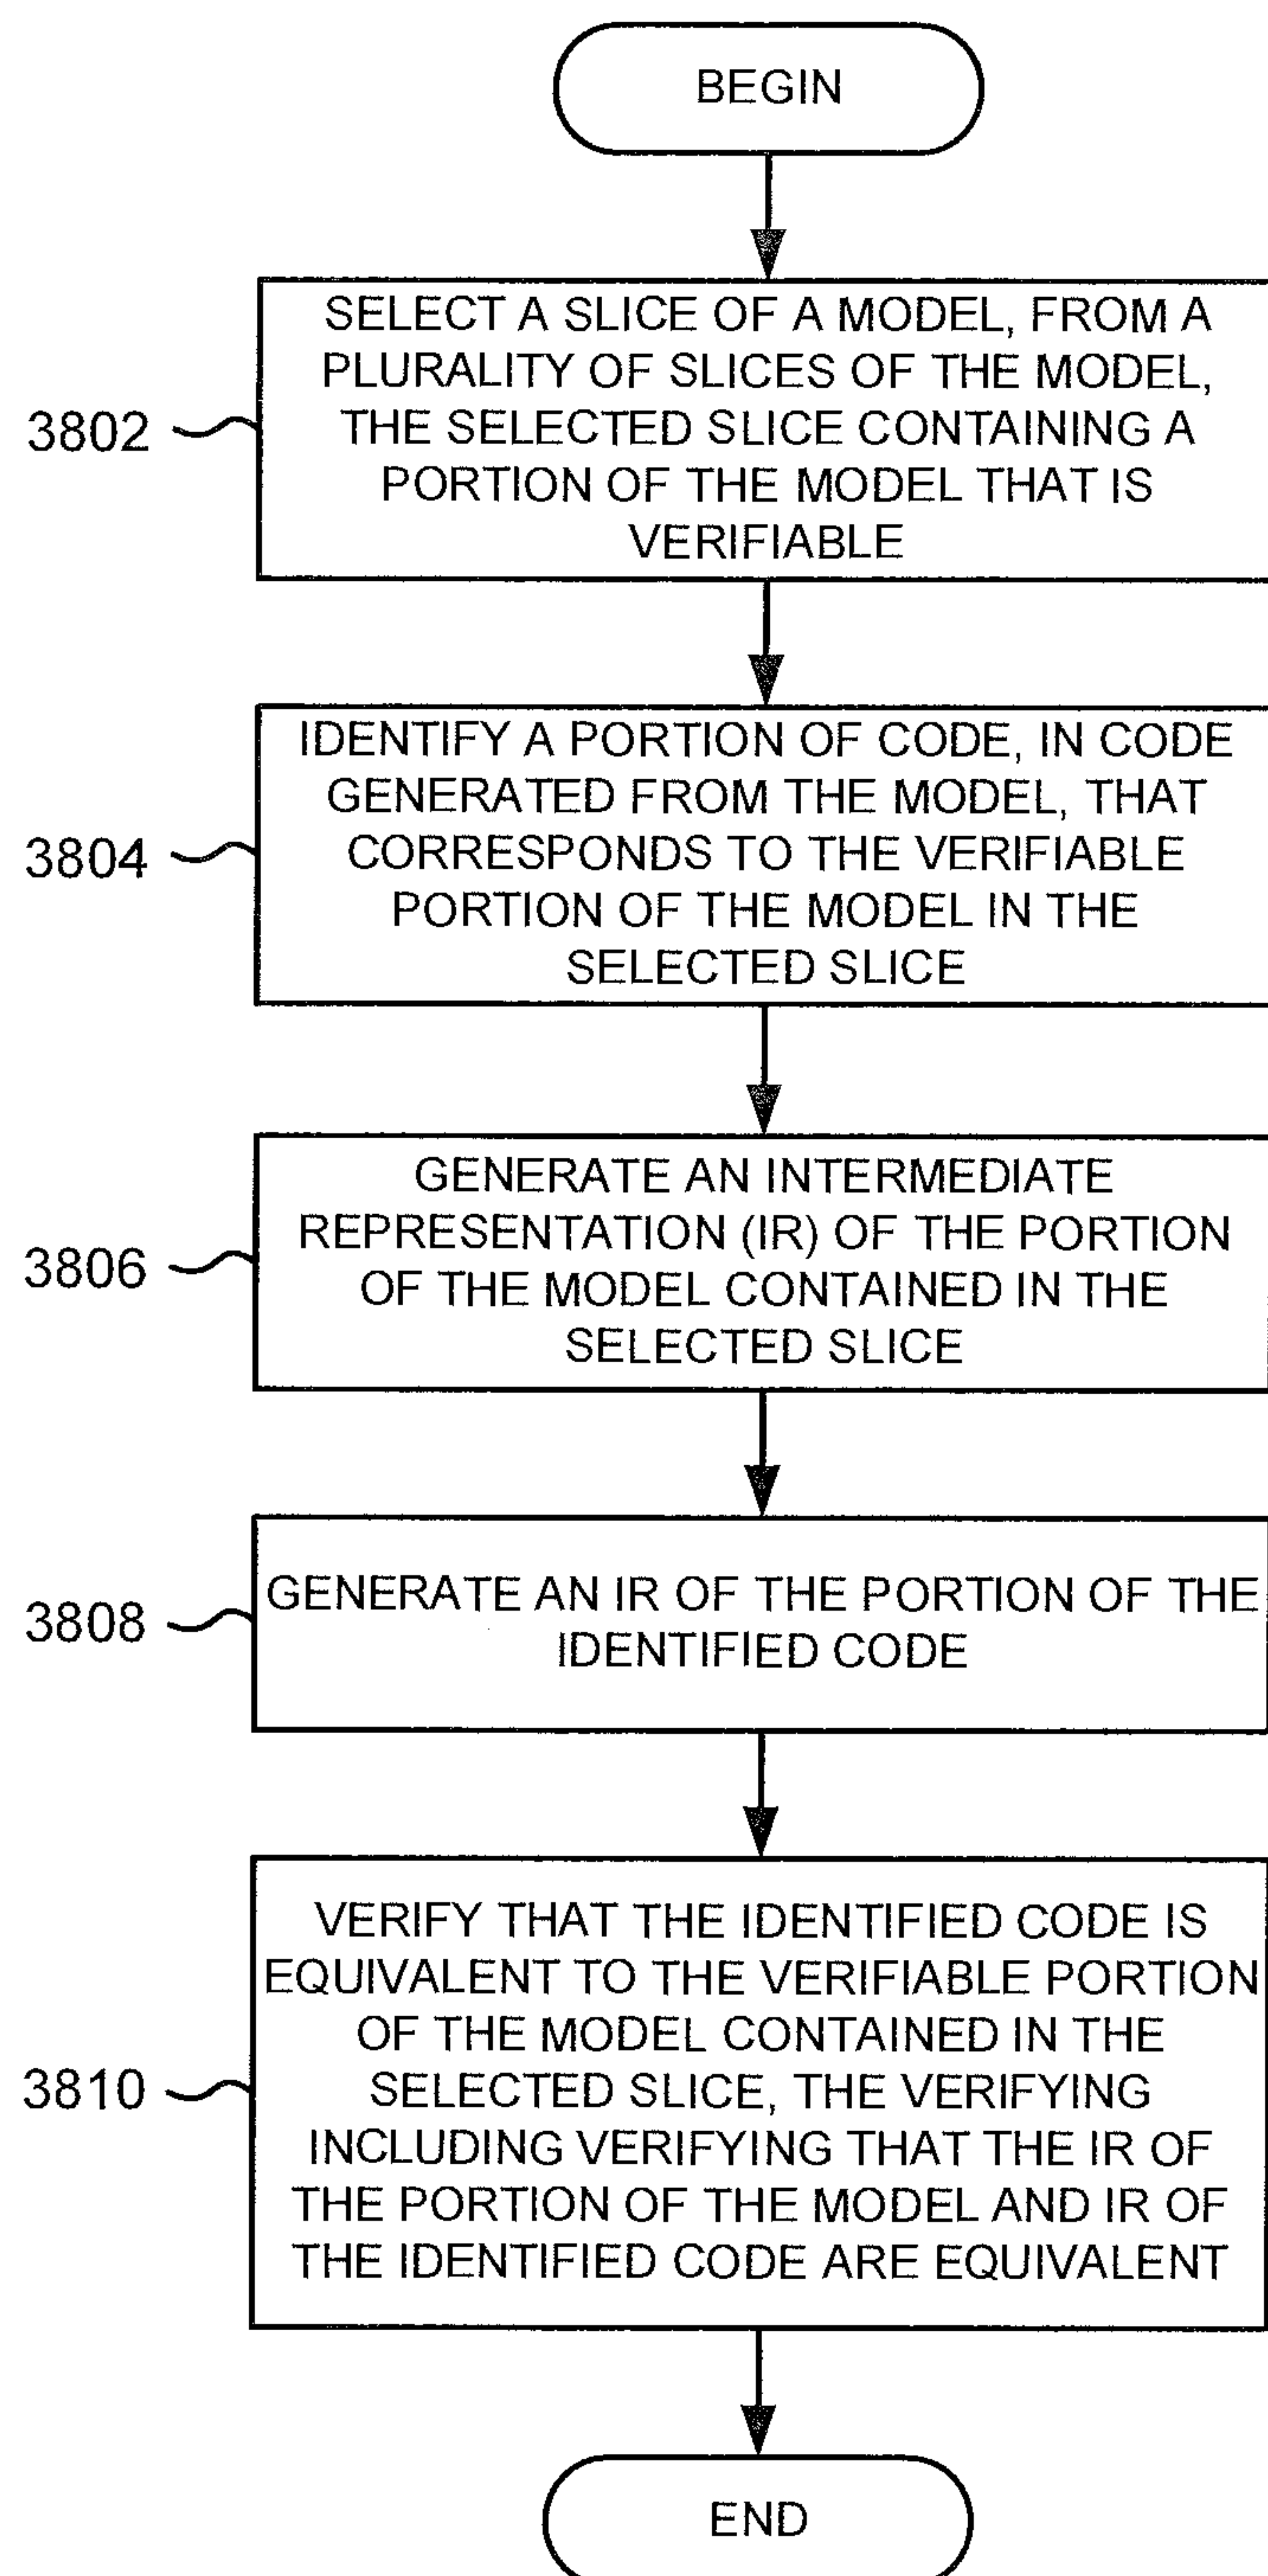 BEGIN
SELECT A SLICE OF A MODEL, FROM A
PLURALITY OF SLICES OF THE MODEL,
THE SELECTED SLICE CONTAINING A
PORTION OF THE MODEL THAT IS
VERIFIABLE
3802
IDENTIFY A PORTION OF CODE, IN CODE
GENERATED FROM THE MODEL, THAT
CORRESPONDS TO THE VERIFIABLE
PORTION OF THE MODEL IN THE
SELECTED SLICE
3804
GENERATE AN INTERMEDIATE
REPRESENTATION (IR) OF THE PORTION
OF THE MODEL CONTAINED IN THE
SELECTED SLICE
3806
GENERATE AN IR OF THE PORTION OF THE
IDENTIFIED CODE
3808
VERIFY THAT THE IDENTIFIED CODE IS
EQUIVALENT TO THE VERIFIABLE PORTION
OF THE MODEL CONTAINED IN THE
SELECTED SLICE, THE VERIFYING
INCLUDING VERIFYING THAT THE IR OF
THE PORTION OF THE MODEL AND IR OF
THE IDENTIFIED CODE ARE EQUIVALENT
3810
END